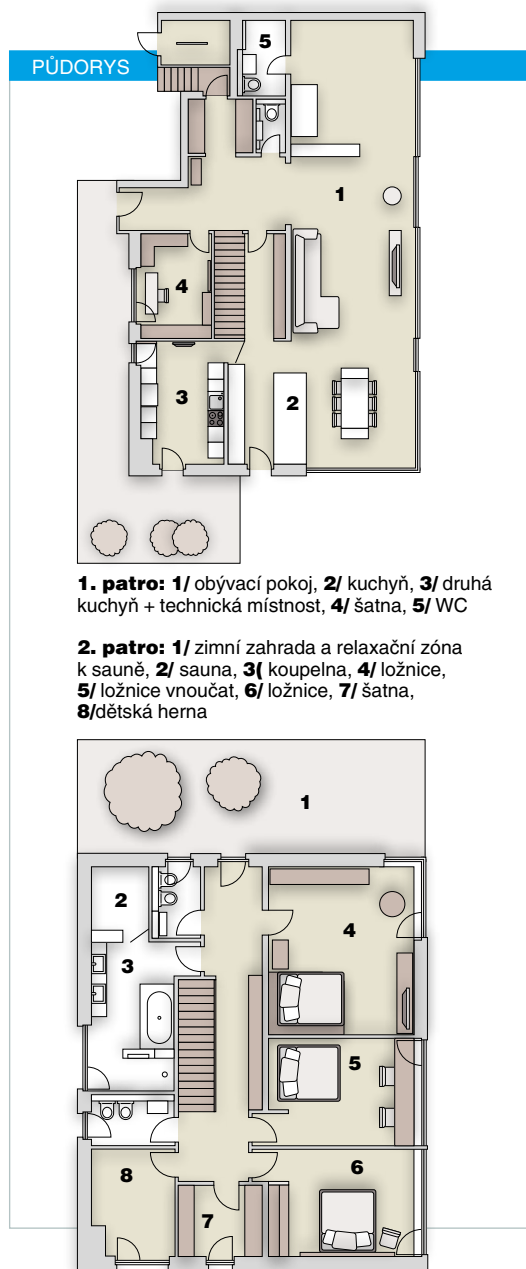 PŮDORYS
5
1
4
3
2
1. patro: 1/ obývací pokoj, 2/ kuchyň, 3/ druhá
kuchyň + technická místnost, 4/ šatna, 5/ WC
2. patro: 1/ zimní zahrada a relaxační zóna
k sauně, 2/ sauna, 3( koupelna, 4/ ložnice,
5/ ložnice vnoučat, 6/ ložnice, 7/ šatna,
8/dětská herna
1
2
4
3
5
6
8
7